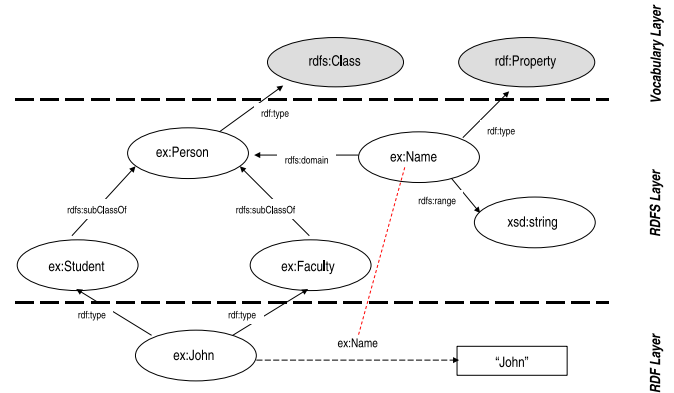 rdfs:Class
rdf:Property
Vocabulary Layer
rdf:type
rdf:type
ex:Person
rdfs:domain
ex:Name
rdfs:subClassOf
rdfs:subClassOf
rdfs:range
xsd:string
RDFS Layer
ex:Student
ex:Faculty
rdf:type
rdf:type
ex:Name
ex:John
"John"
RDF Layer